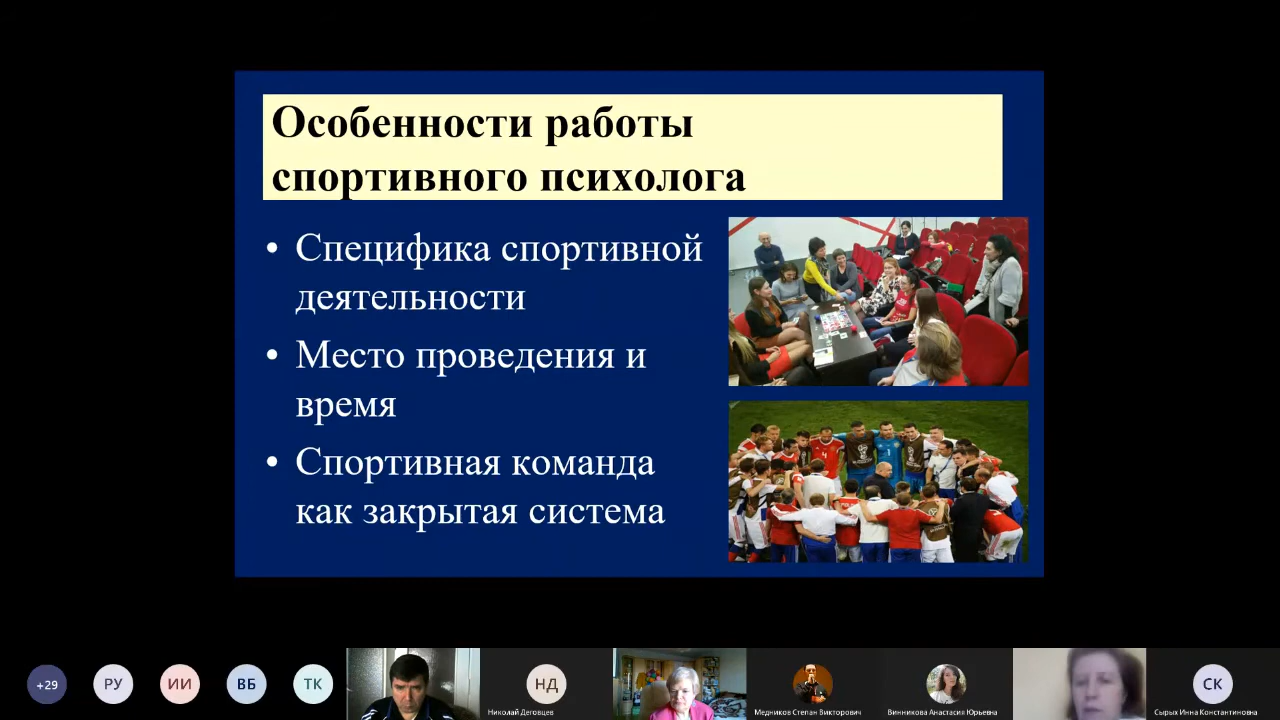 Особенности работы
спортивного психолога
• Специфика спортивной
деятельности
• Место проведения и
время
• Спортивная команда
как закрытая система
+29
РУ
ИИ
ВБ
ТК
НД
Николай Деговцев
Медников Степан Викторович
Винникова Анастасия Юрьевна
СК
Сырых Инна Константиновна